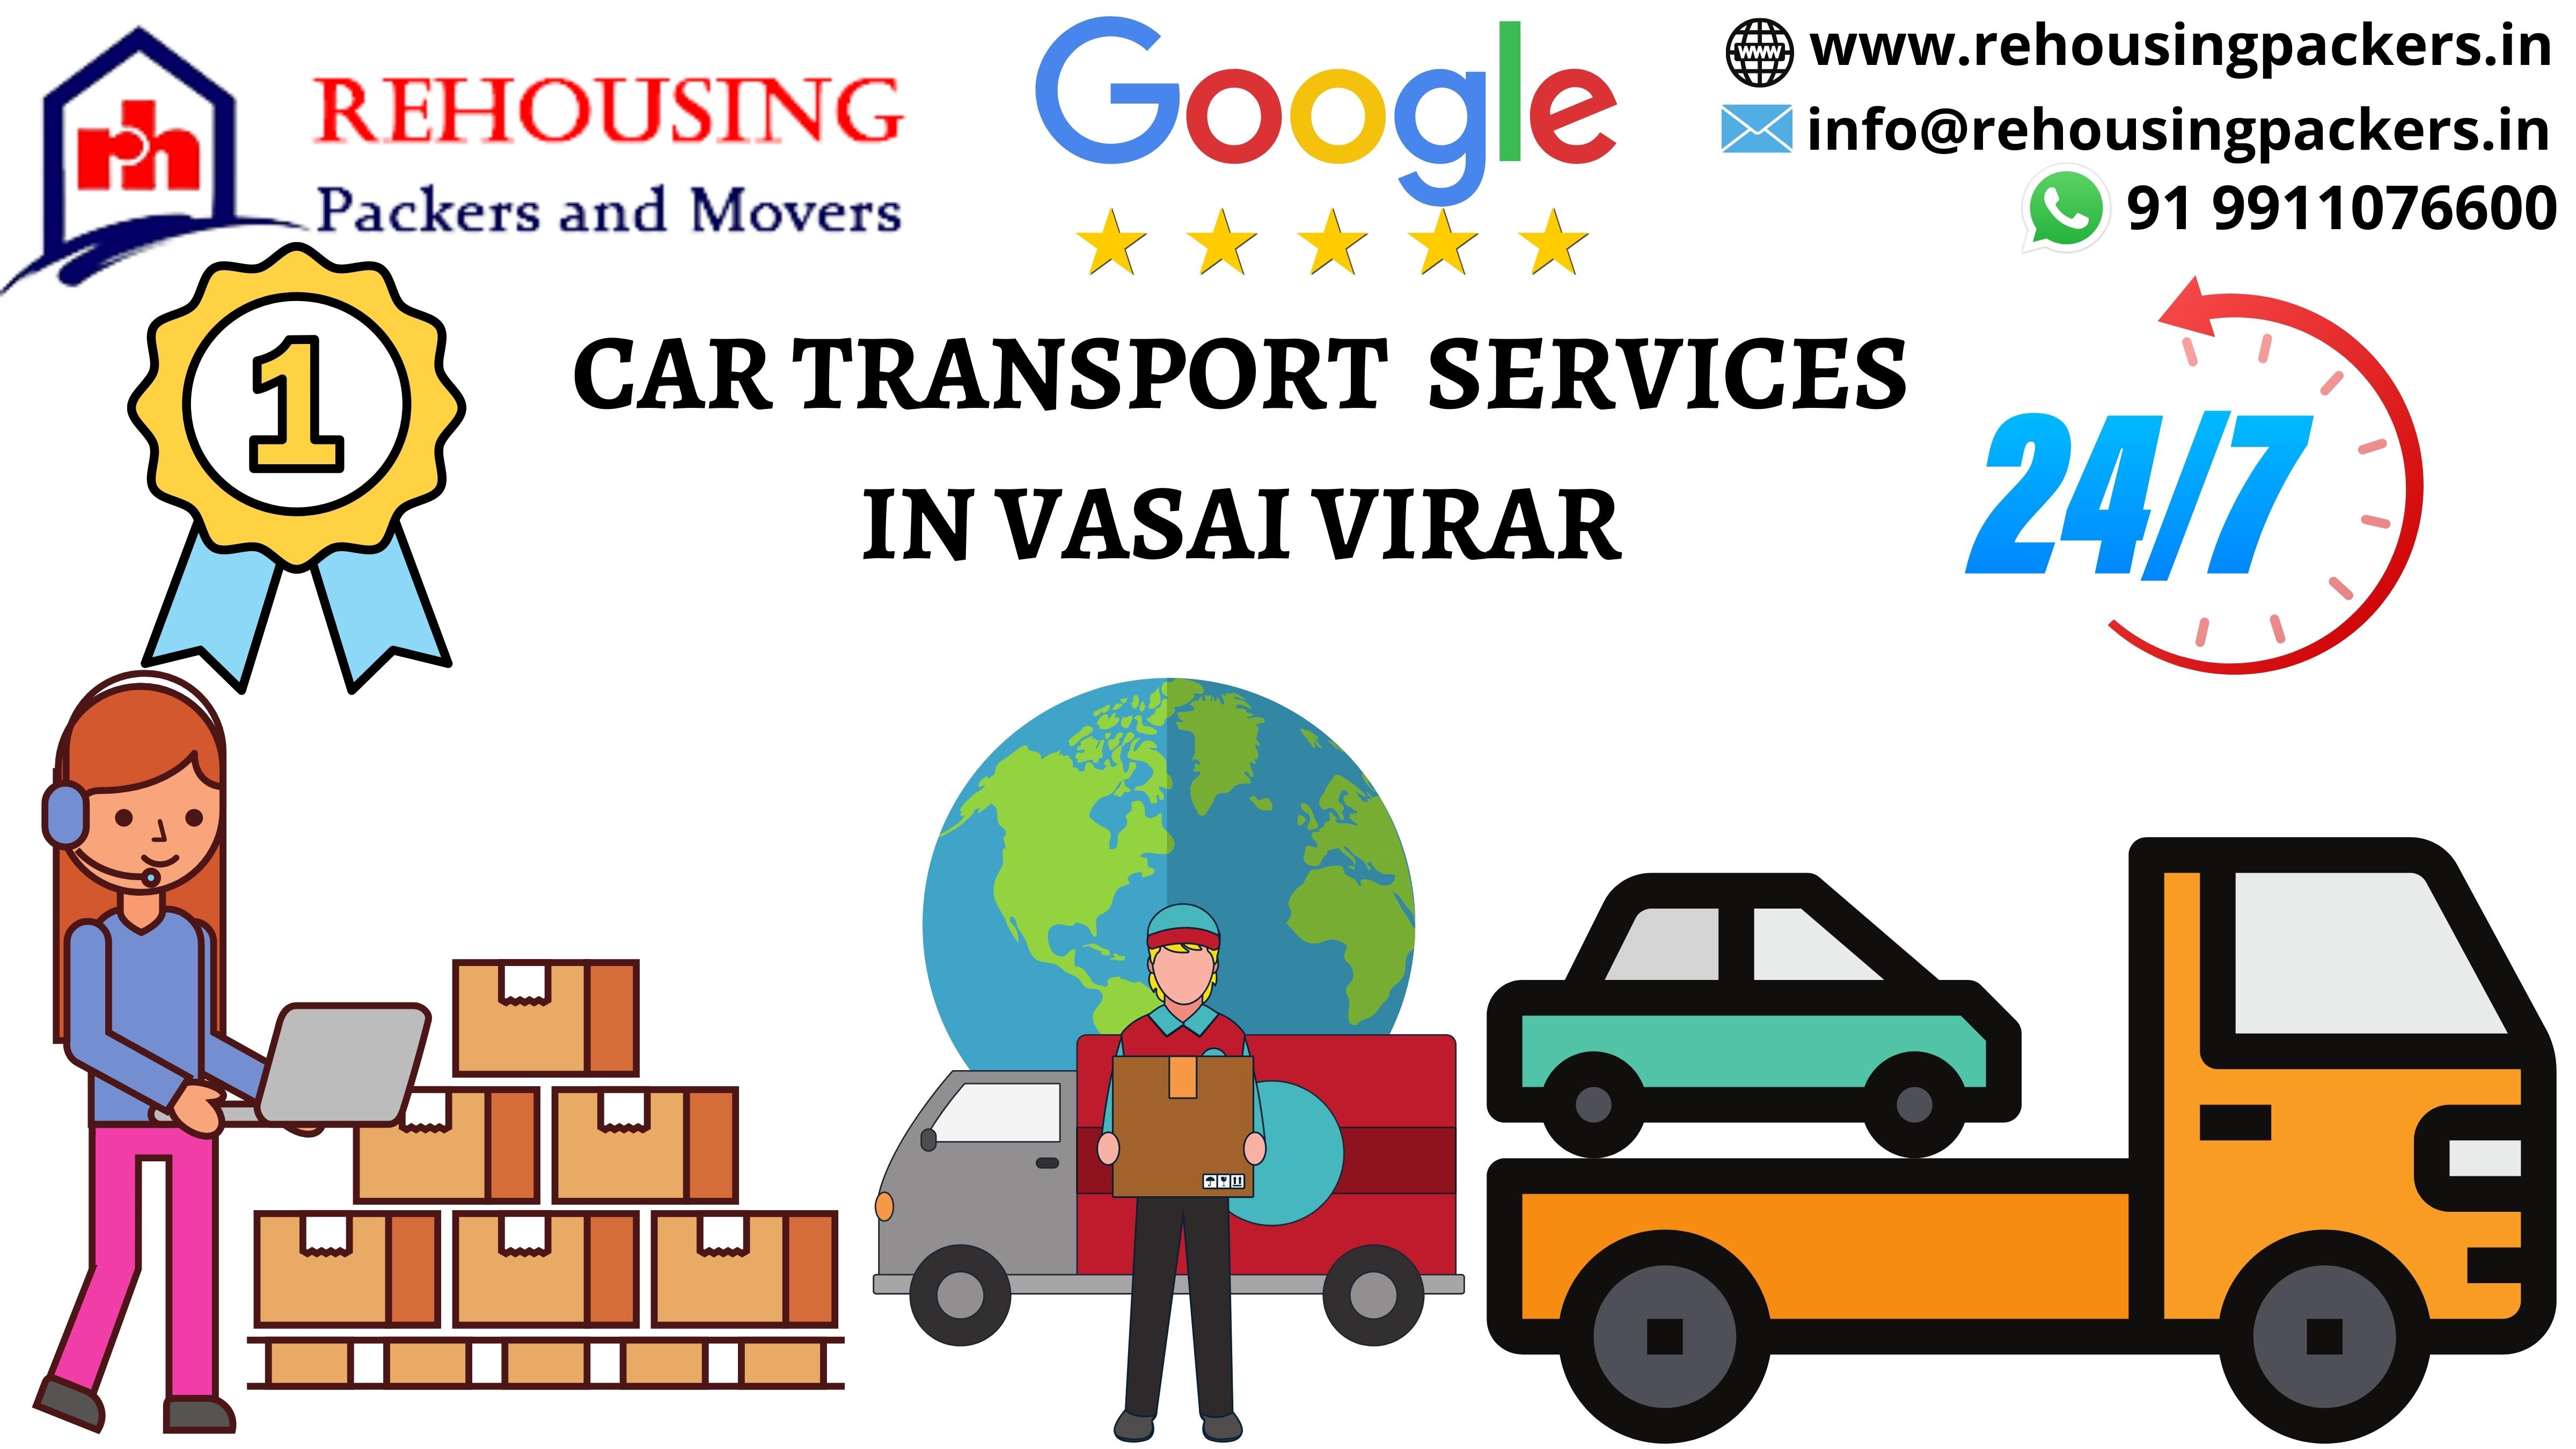 rh
REHOUSING
Packers and Movers
Google
www
www.rehousingpackers.in
info@rehousingpackers.in
91 9911076600
1
CAR TRANSPORT SERVICES
IN VASAI VIRAR
24/7